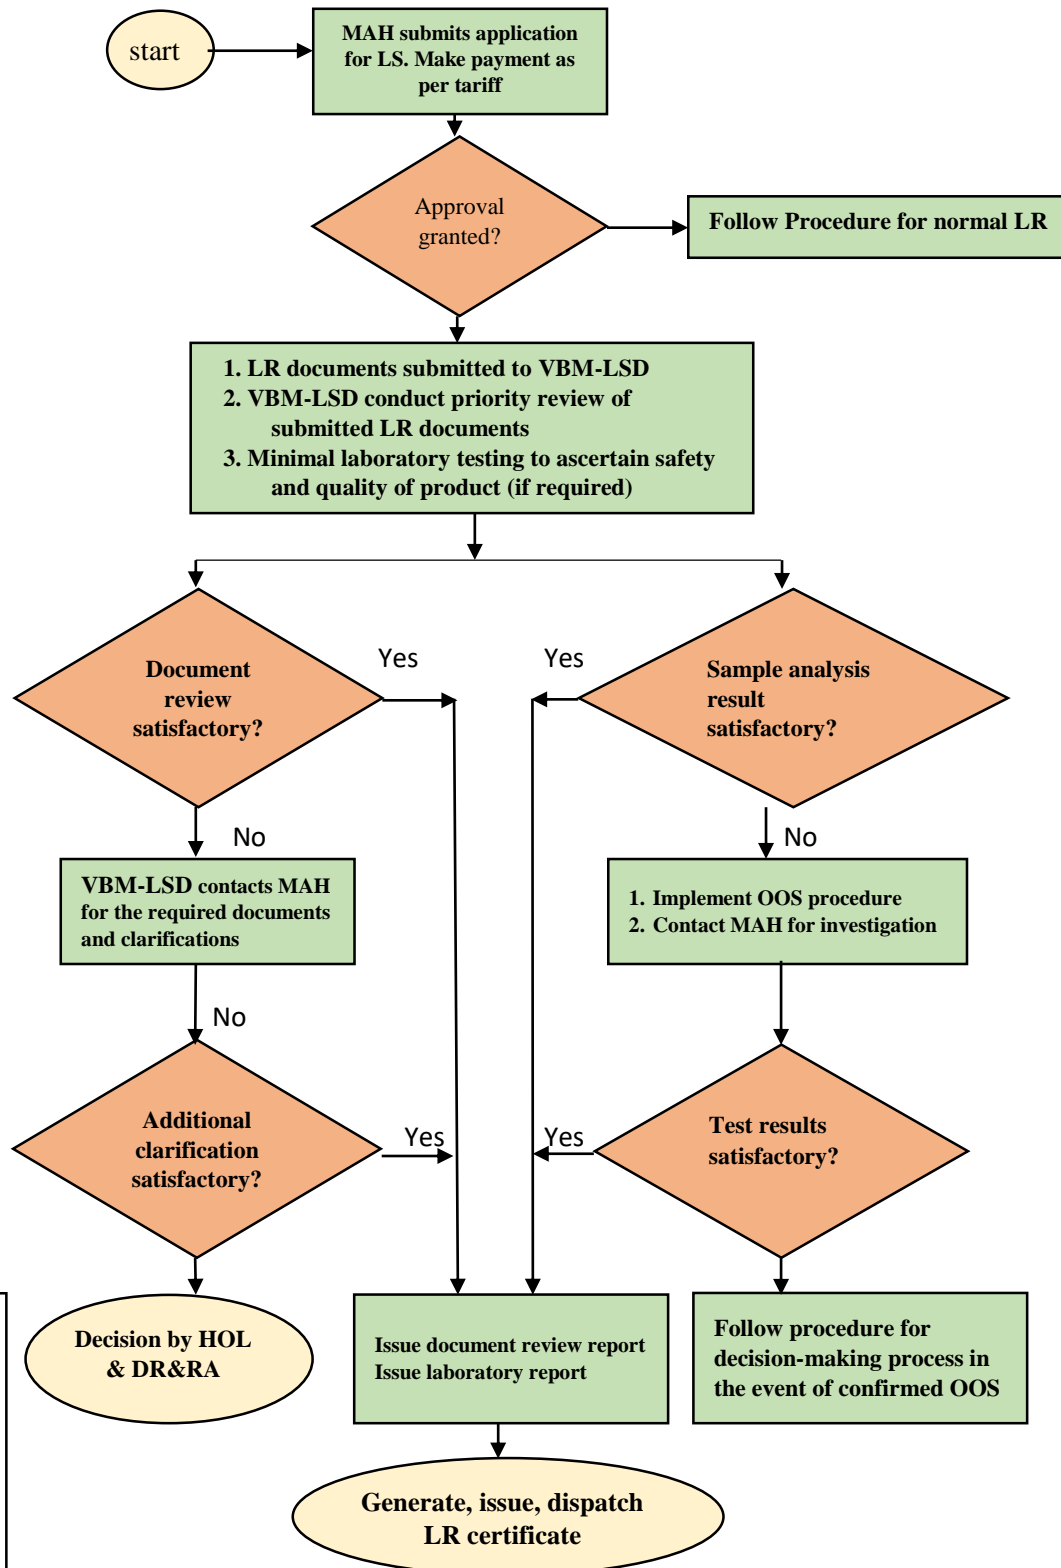 start
MAH submits application
for LS. Make payment as
per tariff
Approval
granted?
Follow Procedure for normal LR
1. LR documents submitted to VBM-LSD
2. VBM-LSD conduct priority review of
submitted LR documents
3. Minimal laboratory testing to ascertain safety
and quality of product (if required)
Document
review
satisfactory?
Yes
Yes
Sample analysis
result
satisfactory?
No
No
VBM-LSD contacts MAH
for the required documents
and clarifications
1. Implement OOS procedure
2. Contact MAH for investigation
No
Additional
clarification
satisfactory?
Yes
Yes
Test results
satisfactory?
Decision by HOL
& DR&RA
Issue document review report
Issue laboratory report
Follow procedure for
decision-making process in
the event of confirmed OOS
Generate, issue, dispatch
LR certificate